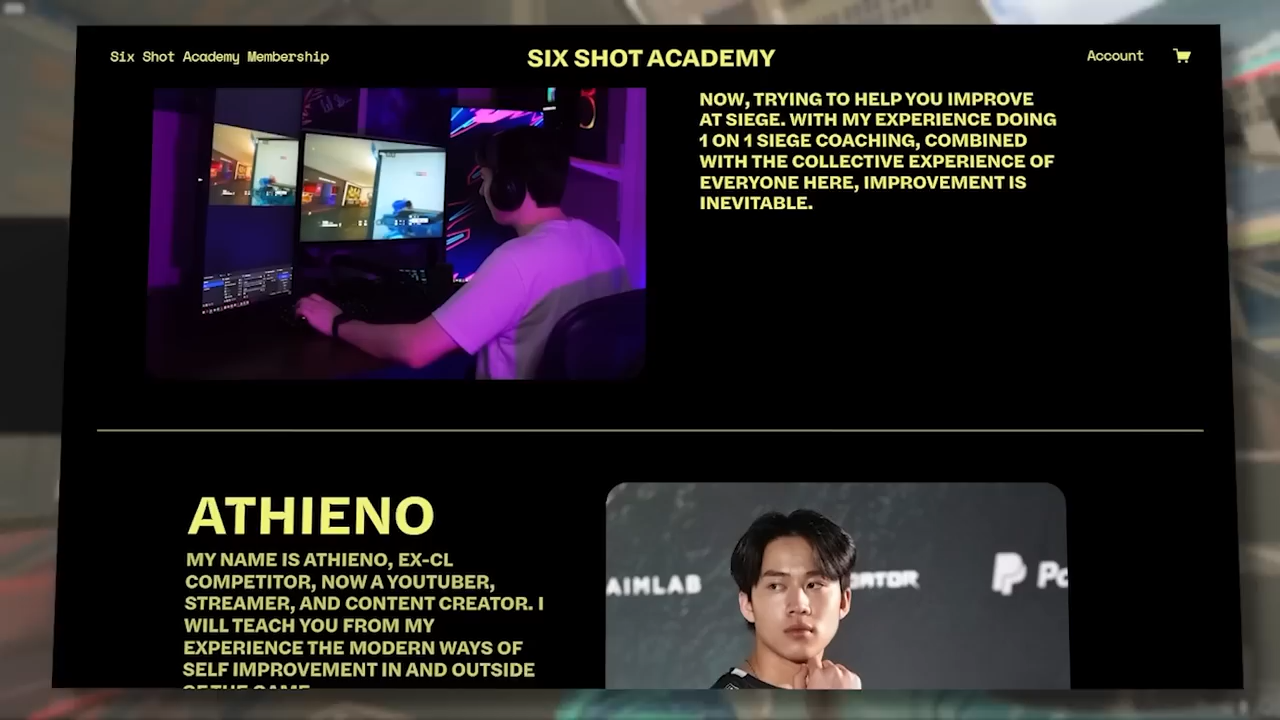 Six Shot Academy Membership
SIX SHOT ACADEMY
Account
NOW, TRYING TO HELP YOU IMPROVE
AT SIEGE. WITH MY EXPERIENCE DOING
1 ON 1 SIEGE COACHING, COMBINED
WITH THE COLLECTIVE EXPERIENCE OF
EVERYONE HERE, IMPROVEMENT IS
INEVITABLE.
ATHIENO
MY NAME IS ATHIENO, EX-CL
COMPETITOR, NOW A YOUTUBER,
STREAMER, AND CONTENT CREATOR. I
WILL TEACH YOU FROM MY
EXPERIENCE THE MODERN WAYS OF
SELF IMPROVEMENT IN AND OUTSIDE
OF THE GAME
AIMLAB